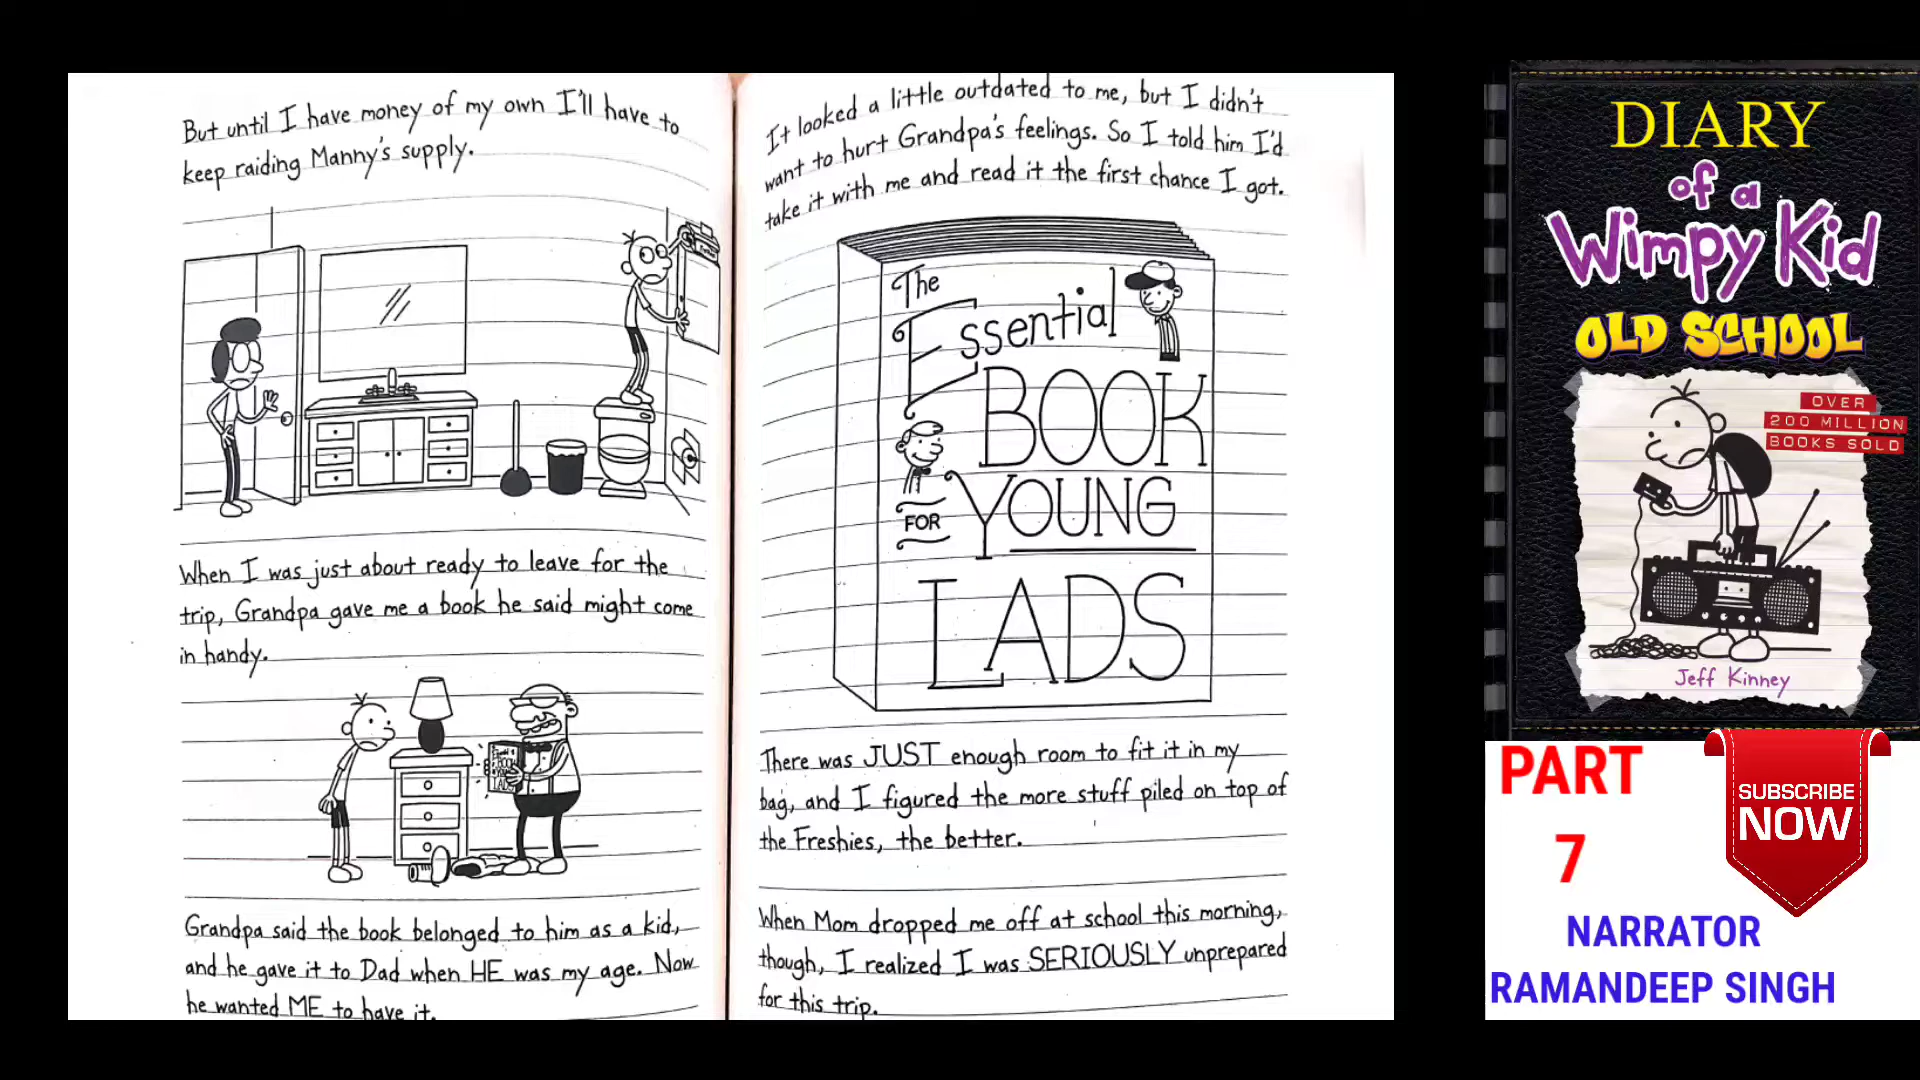 But until I have money of my own I'll have to
keep raiding Manny's supply.
When I was just about ready to leave for the
trip, Grandpa gave me a book he said might come
in handy.
BOOK
LADS
Grandpa said the book belonged to him as a kid,
and he gave it to Dad when HE was my age. Now
he wanted ME to have it.
It looked a little outdated to me, but I didn't
want to hurt Grandpa's feelings. So I told him I'd
take it with me and read it the first chance I got.
The
Essential
BOOK
FOR YOUNG
LADS
There was JUST enough room to fit it in my
bag, and I figured the more stuff piled on top of
the Freshies, the better.
When Mom dropped me off at school this morning,
though, I realized I was SERIOUSLY unprepared
for this trip.
DIARY
of a
Wimpy Kid
OLD SCHOOL
OVER
200 MILLION
BOOKS SOLD
Jeff Kinney
PART
7
SUBSCRIBE
NOW
NARRATOR
RAMANDEEP SINGH